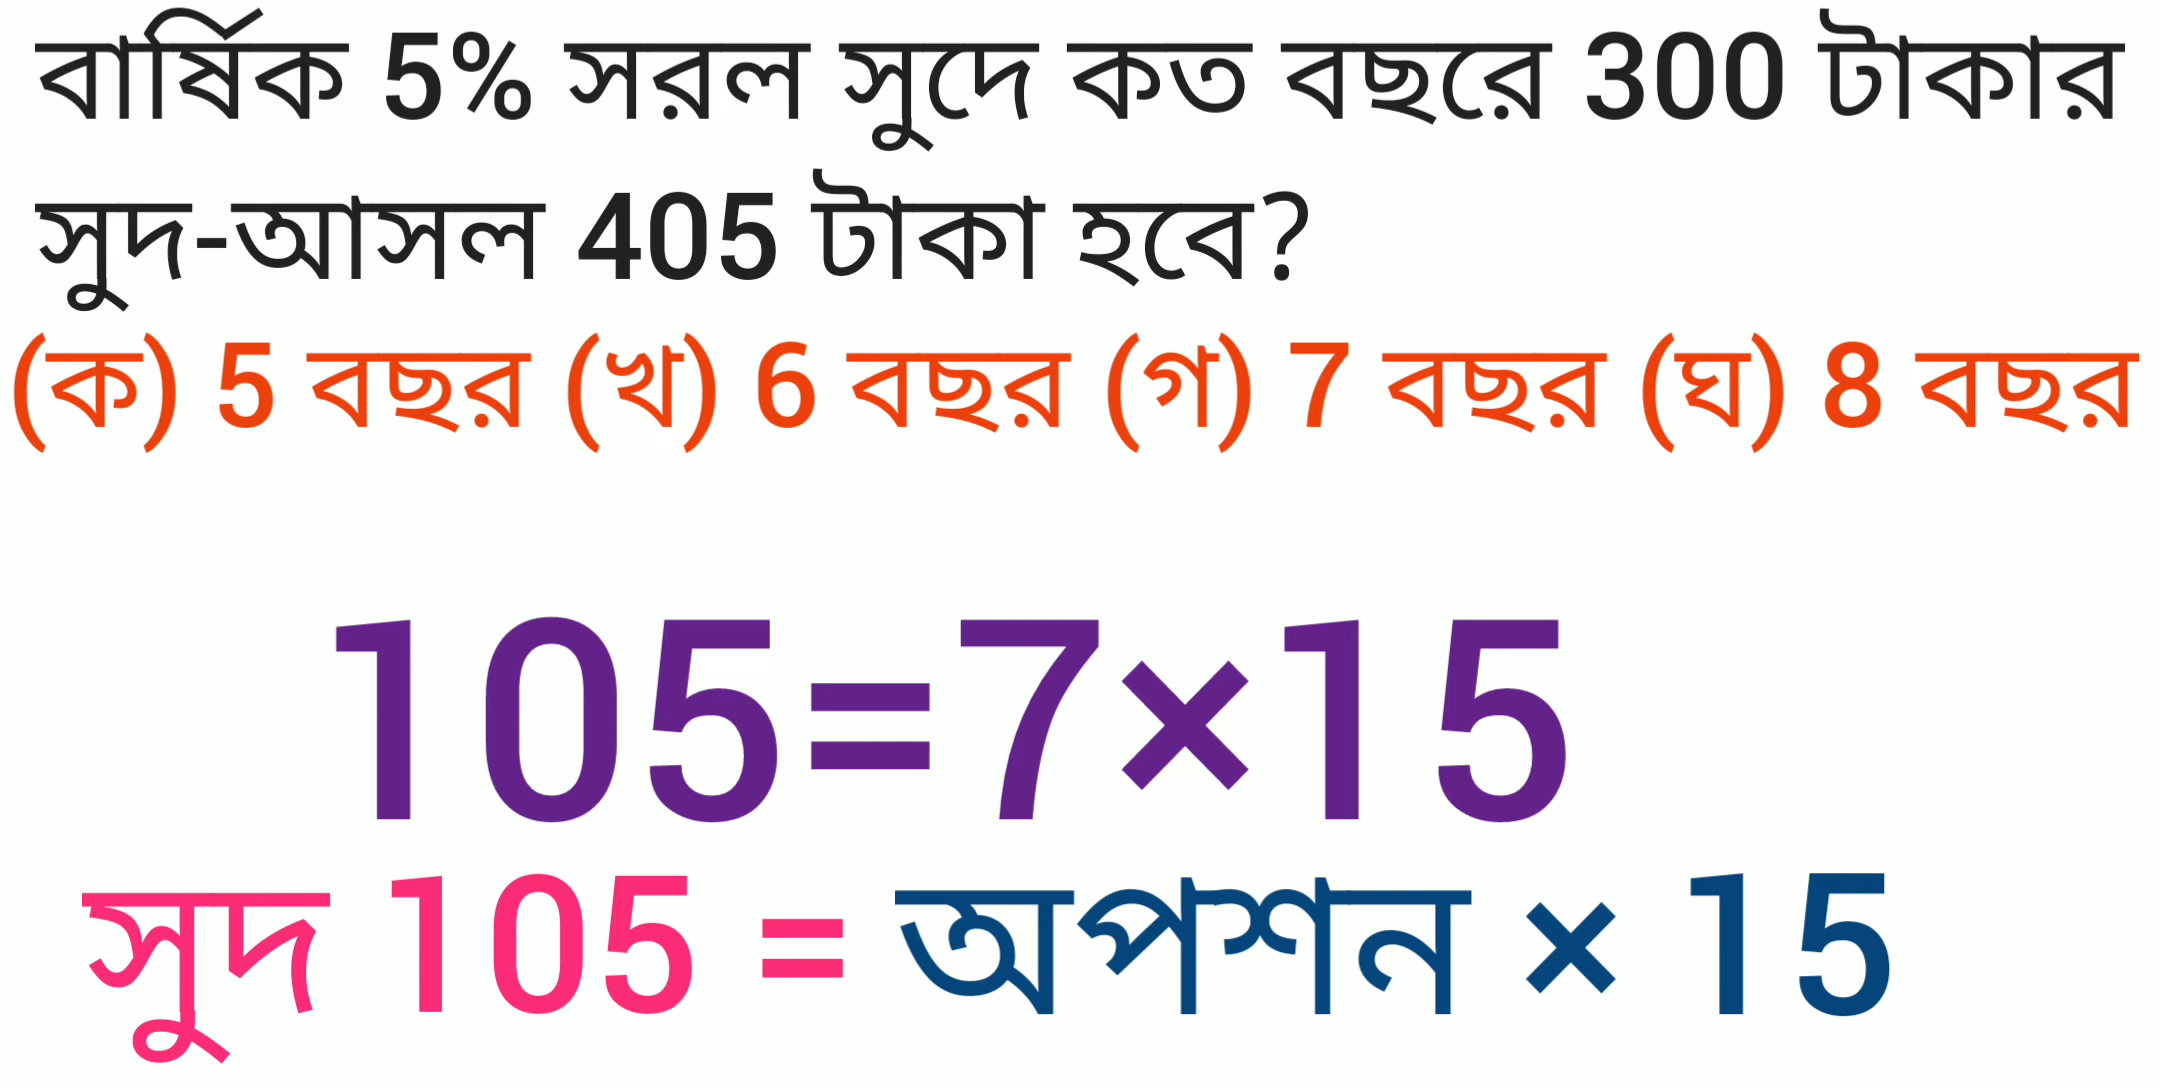 বার্ষিক 5% সরল সুদে কত বছরে 300 টাকার
সুদ-আসল 405 টাকা হবে?
(ক) 5 বছর (খ) 6 বছর (গ) 7 বছর (ঘ) 8 বছর
105=7×15
সুদ 105 = অপশন × 15